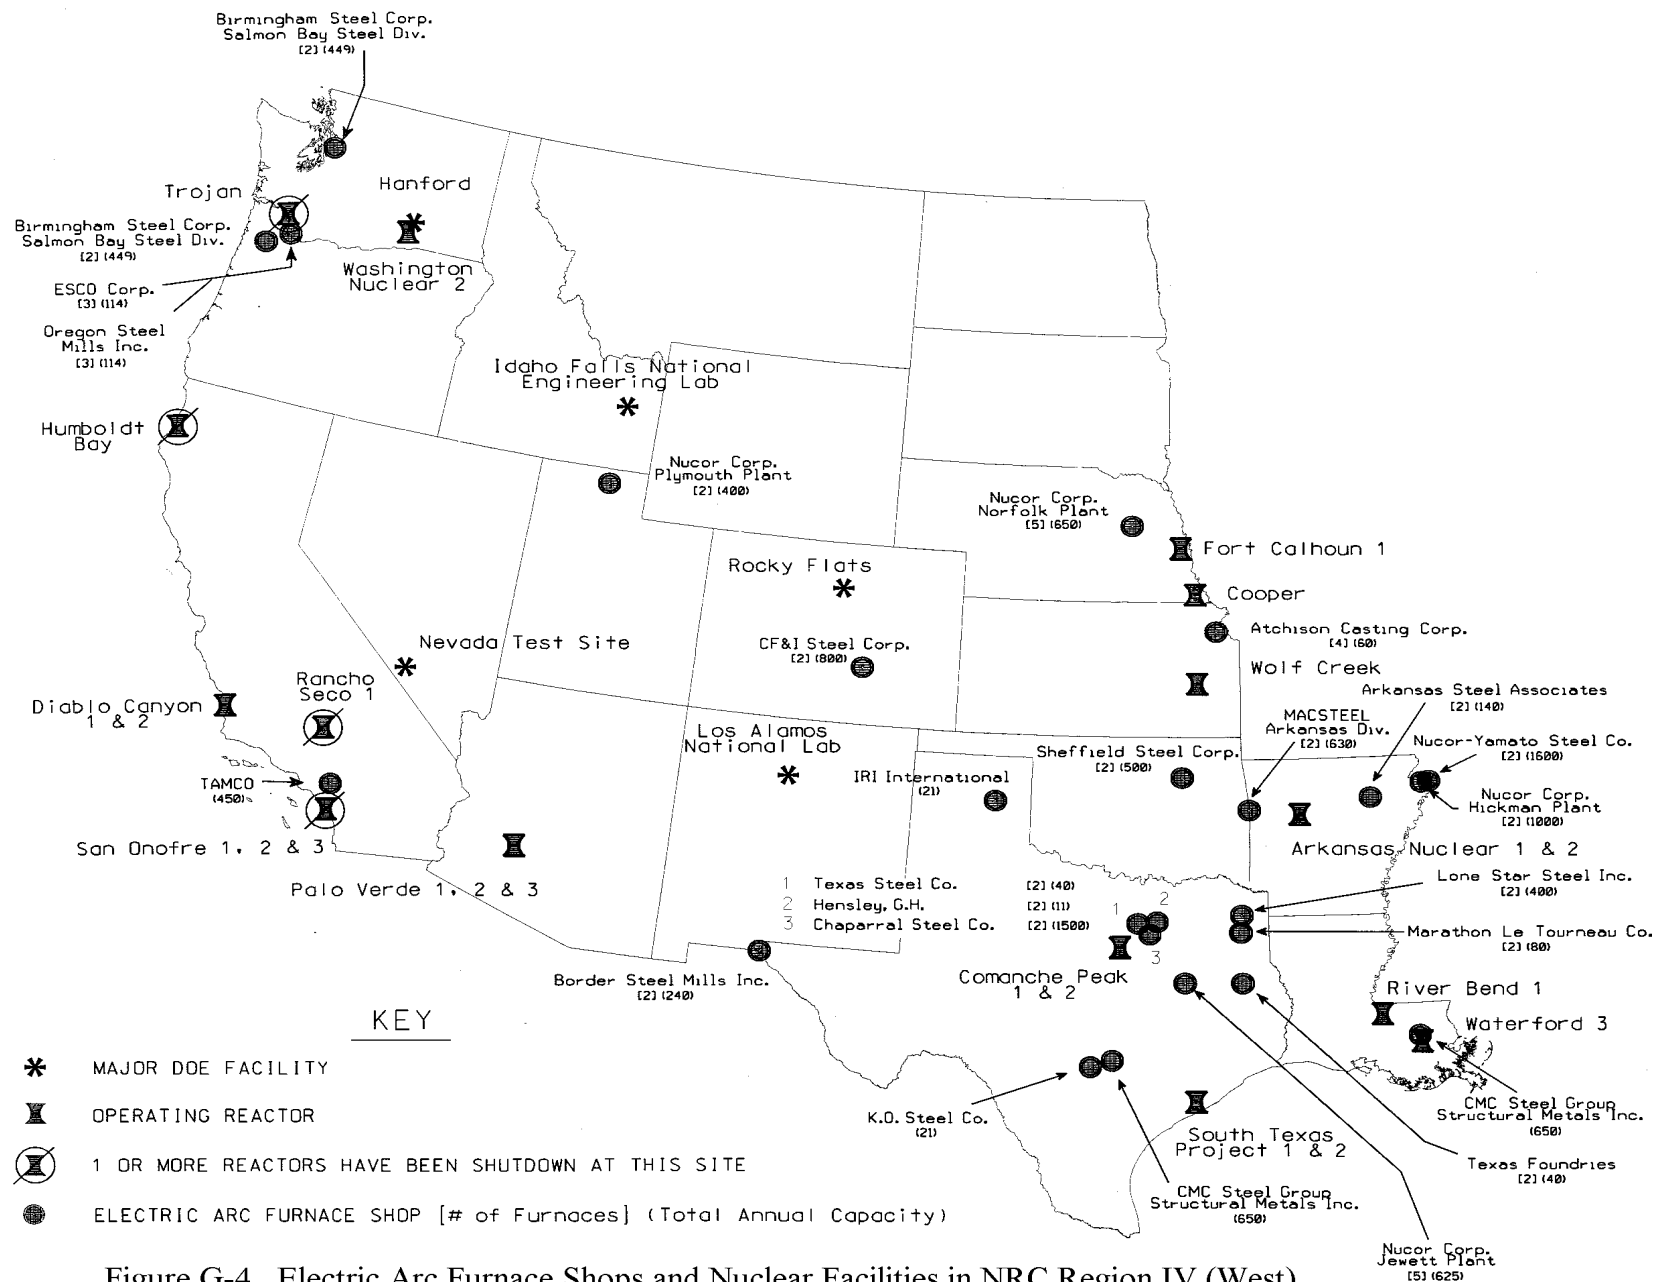 Birmingham Steel Corp.
Salmon Bay Steel Div.
[2] (449)
Trojan
Hanford
Birmingham Steel Corp.
Salmon Bay Steel Div.
[2] (449)
Washington
Nuclear 2
ESCO Corp.
[3] (114)
Oregon Steel
Mills Inc.
[3] (114)
Idaho Falls National
Engineering Lab
Humboldt
Bay
Nucor Corp.
Plymouth Plant
[2] (400)
Nucor Corp.
Norfolk Plant
[5] (650)
Fort Calhoun 1
Rocky Flats
Cooper
Atchison Casting Corp.
[4] (60)
Nevada Test Site
CF&I Steel Corp.
[2] (800)
Wolf Creek
Rancho
Seco 1
Diablo Canyon
1 & 2
Arkansas Steel Associates
[2] (140)
MACSTEEL
Arkansas Div.
[2] (630)
Los Alamos
National Lab
Nucor-Yamato Steel Co.
[2] (1600)
Sheffield Steel Corp.
[2] (500)
TAMCO
(450)
IRI International
(21)
Nucor Corp.
Hickman Plant
[2] (1000)
San Onofre 1, 2 & 3
Arkansas Nuclear 1 & 2
Palo Verde 1, 2 & 3
Lone Star Steel Inc.
[2] (400)
1 Texas Steel Co. [2] (40)
2 Hensley, G.H. [2] (11)
3 Chaparral Steel Co. [2] (1500)
1
2
3
Marathon Le Tourneau Co.
[2] (80)
Border Steel Mills Inc.
[2] (240)
Comanche Peak
1 & 2
River Bend 1
Waterford 3
KEY
MAJOR DOE FACILITY
OPERATING REACTOR
1 OR MORE REACTORS HAVE BEEN SHUTDOWN AT THIS SITE
ELECTRIC ARC FURNACE SHOP [# of Furnaces] (Total Annual Capacity)
K.O. Steel Co.
(21)
CMC Steel Group
Structural Metals Inc.
(650)
South Texas
Project 1 & 2
Texas Foundries
[2] (40)
CMC Steel Group
Structural Metals Inc.
(650)
Nucor Corp.
Jewett Plant
[5] (625)
Figure G-4. Electric Arc Furnace Shops and Nuclear Facilities in NRC Region IV (West)